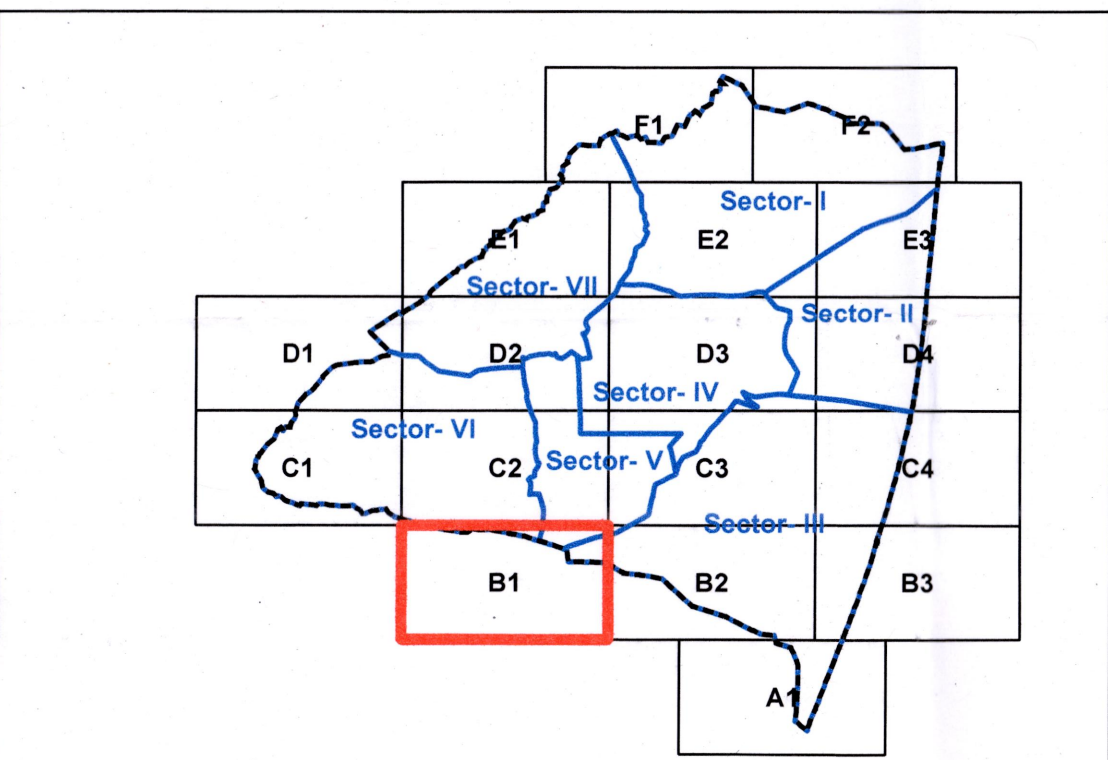 F1
F2
Sector- I
E1
E2
E3
Sector- VII
Sector- II
D1
D2
D3
D4
Sector- IV
Sector- VI
Sector- V
C1
C2
C3
C4
Sector- III
B1
B2
B3
A1